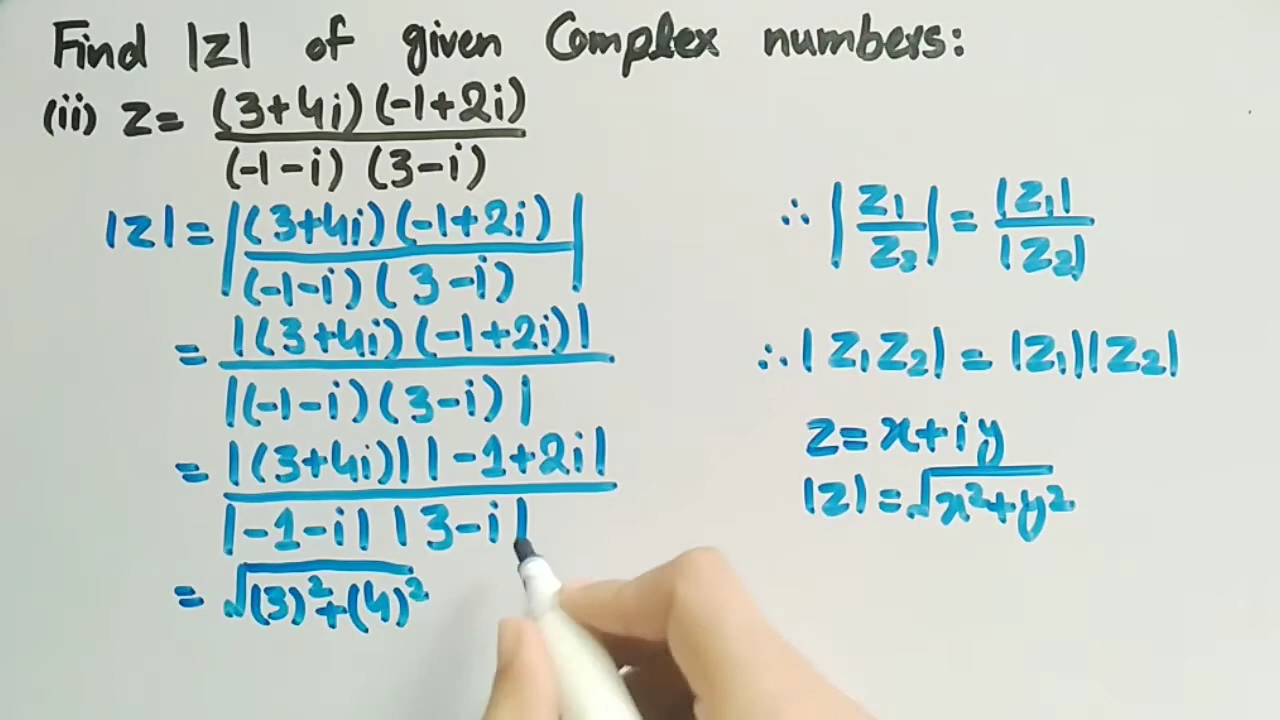 Find |z| of given Complex numbers:
(ii) z = (3+4i)(-1+2i)
(-1-i) (3-i)
|z| = |(3+4i)(-1+2i)
(-1-i)(3-i)|
= |(3+4i)(-1+2i)|
|(-1-i)(3-i)|
= |(3+4i)||-1+2i|
|-1-i||3-i|
= √(3)²+(4)²
∴ |z₁/z₂| = |z₁|/|z₂|
∴ |z₁z₂| = |z₁||z₂|
z = x+iy
|z| = √x²+y²